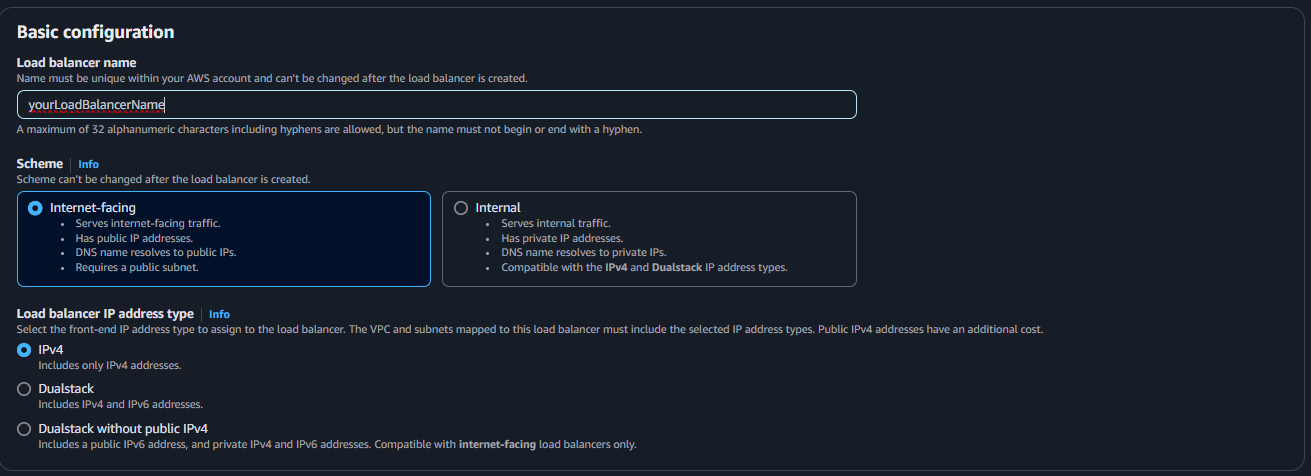 Basic configuration
Load balancer name
Name must be unique within your AWS account and can't be changed after the load balancer is created.
yourLoadBalancerName
A maximum of 32 alphanumeric characters including hyphens are allowed, but the name must not begin or end with a hyphen.
Scheme | Info
Scheme can't be changed after the load balancer is created.
Internet-facing
• Serves internet-facing traffic.
• Has public IP addresses.
• DNS name resolves to public IPs.
• Requires a public subnet.
Internal
• Serves internal traffic.
• Has private IP addresses.
• DNS name resolves to private IPs.
• Compatible with the IPv4 and Dualstack IP address types.
Load balancer IP address type | Info
Select the front-end IP address type to assign to the load balancer. The VPC and subnets mapped to this load balancer must include the selected IP address types. Public IPv4 addresses have an additional cost.
IPv4
Includes only IPv4 addresses.
Dualstack
Includes IPv4 and IPv6 addresses.
Dualstack without public IPv4
Includes a public IPv6 address, and private IPv4 and IPv6 addresses. Compatible with internet-facing load balancers only.